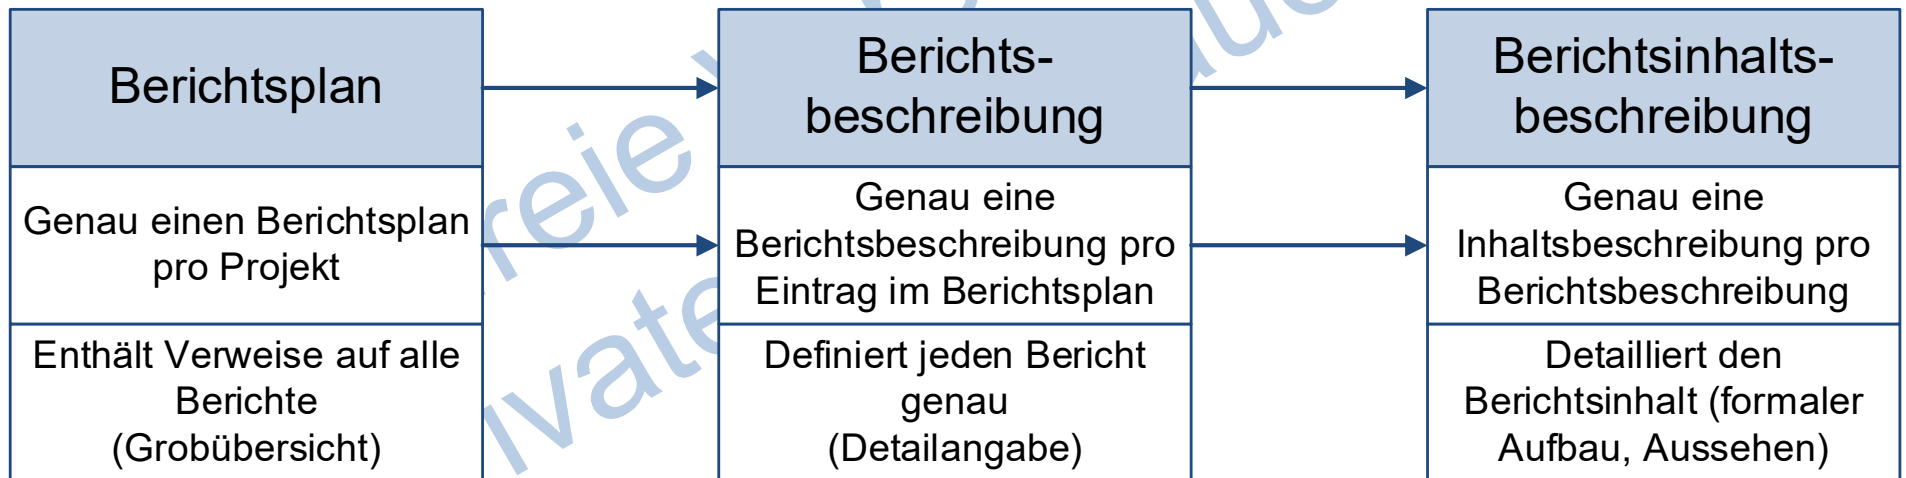 Berichtsplan
Genau einen Berichtsplan
pro Projekt
Enthält Verweise auf alle
Berichte
(Grobübersicht)
Berichts-
beschreibung
Genau eine
Berichtsbeschreibung pro
Eintrag im Berichtsplan
Definiert jeden Bericht
genau
(Detailangabe)
Berichtsinhalts-
beschreibung
Genau eine
Inhaltsbeschreibung pro
Berichtsbeschreibung
Detailliert den
Berichtsinhalt (formaler
Aufbau, Aussehen)